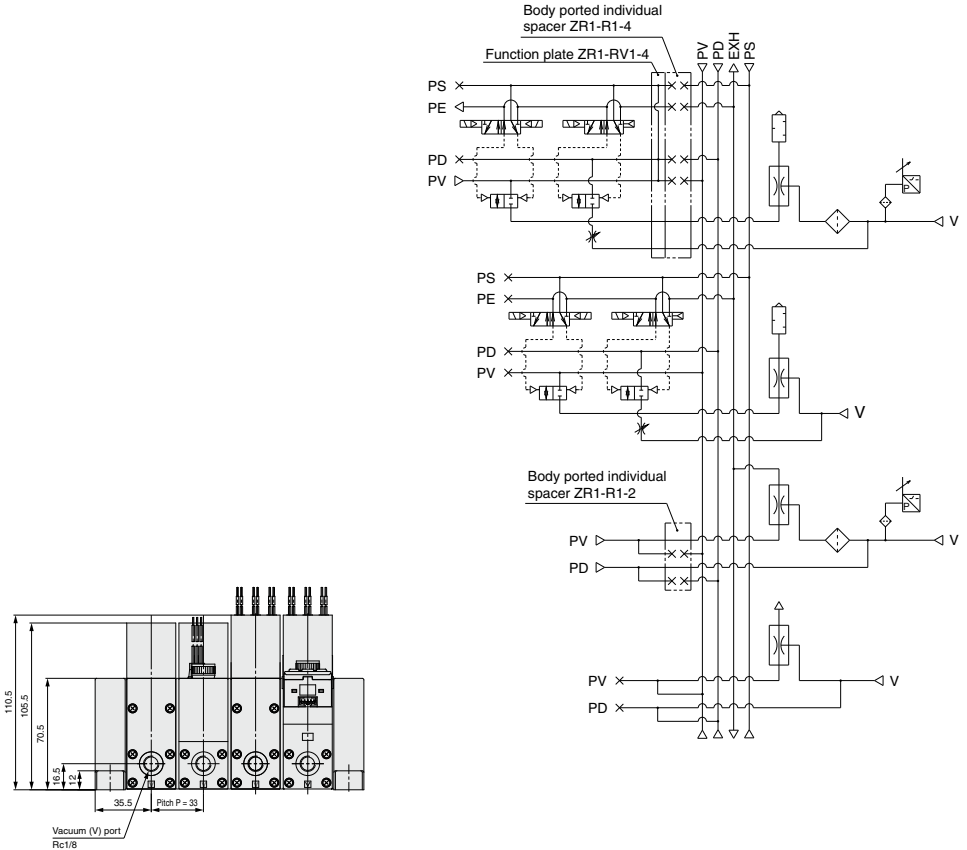 Body ported individual
spacer ZR1-R1-4
Function plate ZR1-RV1-4
PV
PD
EXH
PS
PS
PE
PD
PV
P
V
PS
PE
PD
PV
V
Body ported individual
spacer ZR1-R1-2
P
PV
V
PD
PV
V
PD
110.5
105.5
70.5
16.5
12
35.5
Pitch P = 33
Vacuum (V) port
Rc1/8